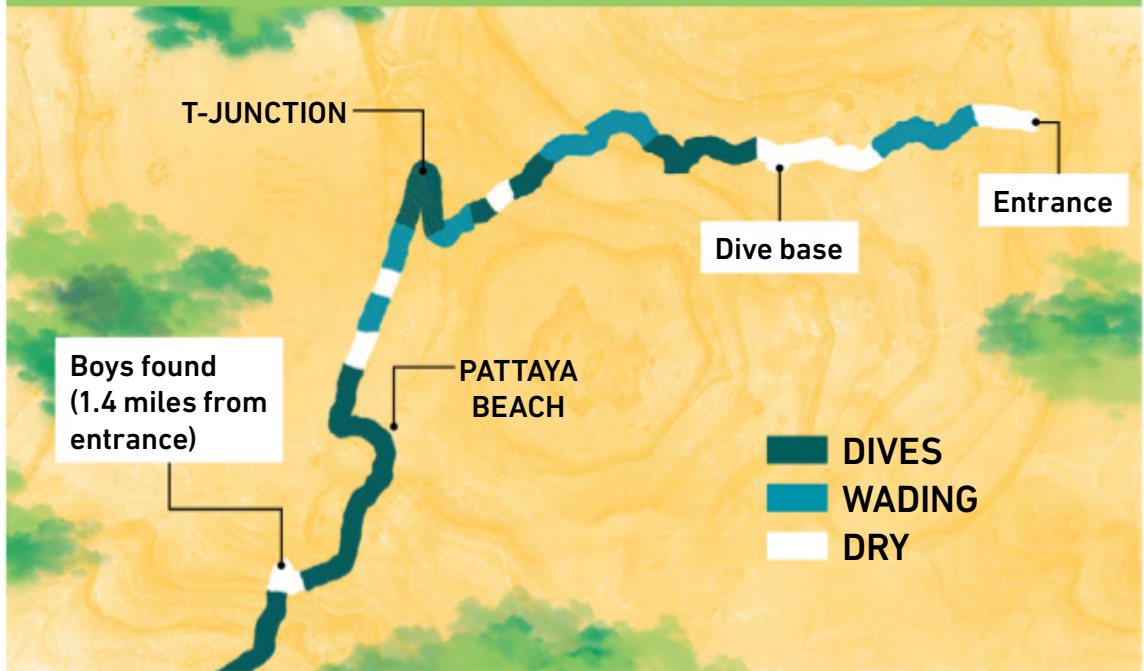 T-JUNCTION
Entrance
Dive base
Boys found
(1.4 miles from
entrance)
PATTAYA
BEACH
DIVES
WADING
DRY